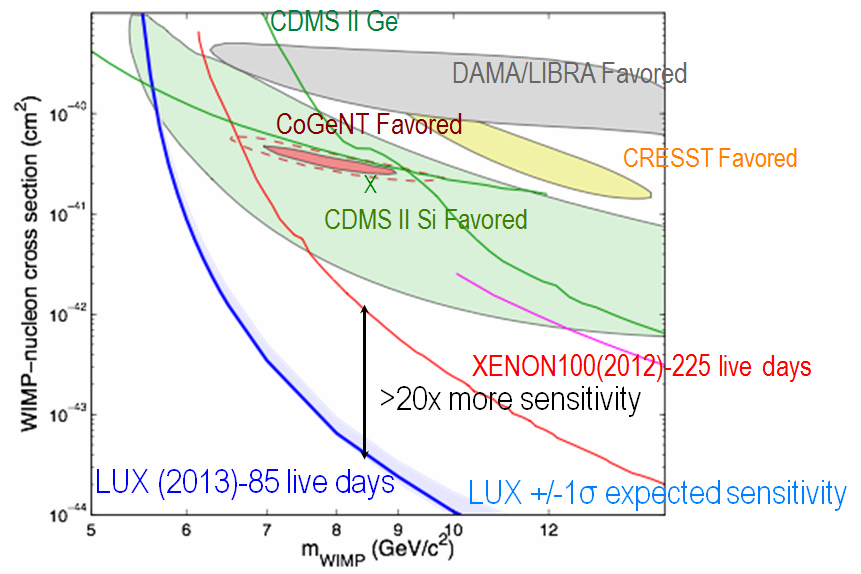 CDMS II Ge
DAMA/LIBRA Favored
CoGeNT Favored
CRESST Favored
X
CDMS II Si Favored
XENON100(2012)-225 live days
>20x more sensitivity
LUX (2013)-85 live days
LUX +/-1σ expected sensitivity
WIMP−nucleon cross section (cm²)
10⁻⁴⁰
10⁻⁴¹
10⁻⁴²
10⁻⁴³
10⁻⁴⁴
5 6 7 8 9 10 12
m_WIMP (GeV/c²)